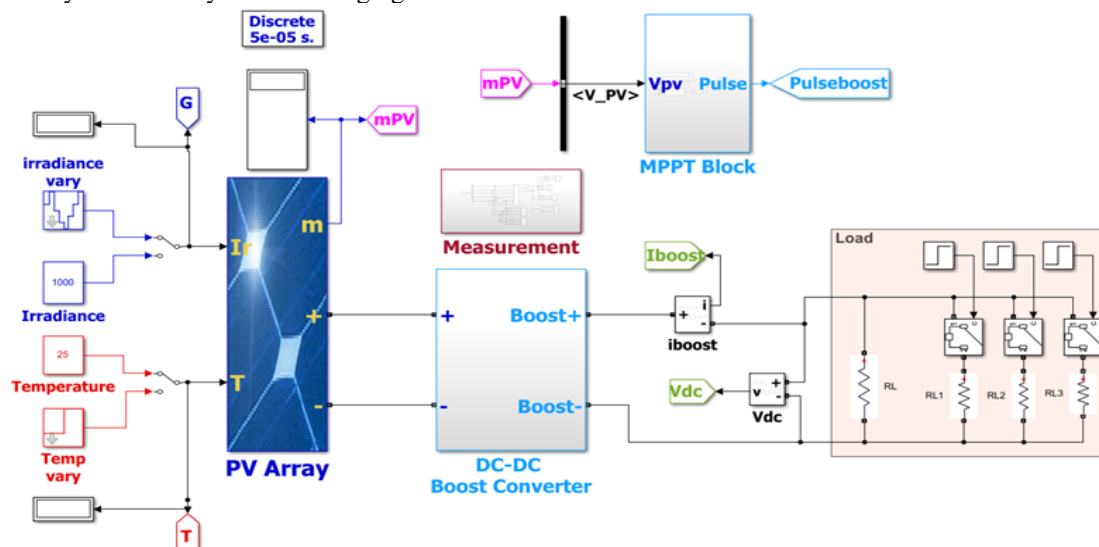 Discrete
5e-05 s.
mPV
<V_PV>
Vpv
Pulse
Pulseboost
MPPT Block
G
mPV
irradiance
vary
Ir
m
Measurement
1000
Irradiance
Iboost
i
+
-
iboost
Load
+
-
+
-
Boost+
Boost-
25
Temperature
T
Vdc
v
+
-
Vdc
RL
RL1
RL2
RL3
Temp
vary
PV Array
DC-DC
Boost Converter
T